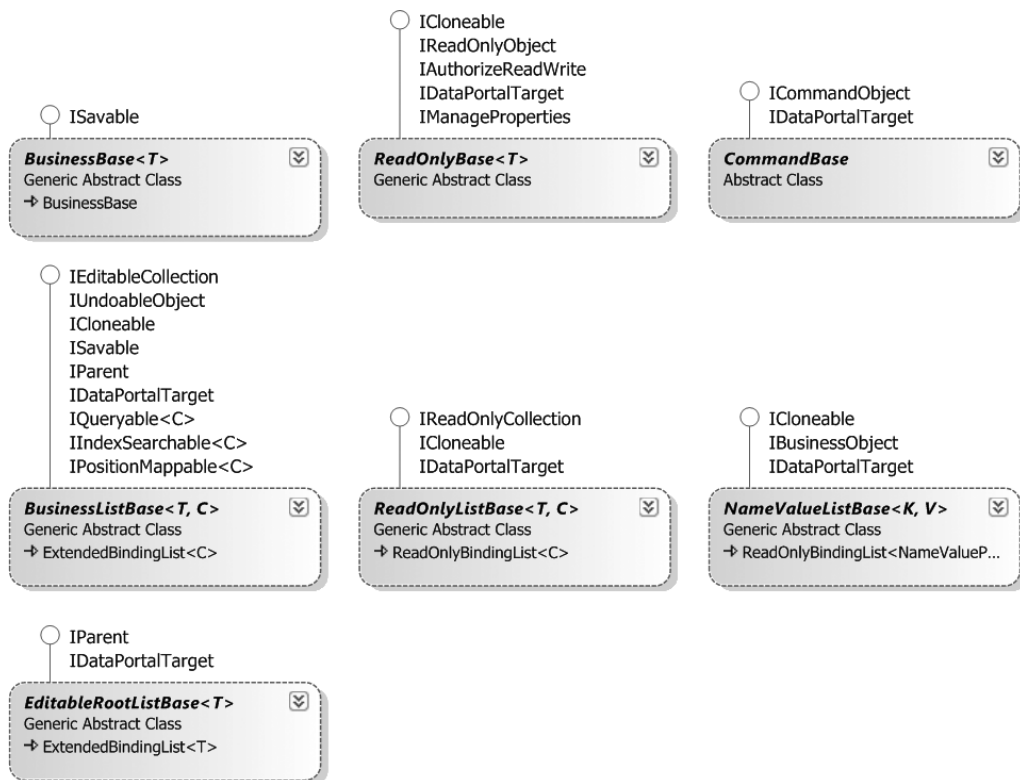 ISavable
BusinessBase<T>
Generic Abstract Class
BusinessBase
ICloneable
IReadOnlyObject
IAuthorizeReadWrite
IDataPortalTarget
IManageProperties
ReadOnlyBase<T>
Generic Abstract Class
ICommandObject
IDataPortalTarget
CommandBase
Abstract Class
IEditableCollection
IUndoableObject
ICloneable
ISavable
IParent
IDataPortalTarget
IQueryable<C>
IIndexSearchable<C>
IPositionMappable<C>
BusinessListBase<T, C>
Generic Abstract Class
ExtendedBindingList<C>
IReadOnlyCollection
ICloneable
IDataPortalTarget
ReadOnlyListBase<T, C>
Generic Abstract Class
ReadOnlyBindingList<C>
ICloneable
IBusinessObject
IDataPortalTarget
NameValueListBase<K, V>
Generic Abstract Class
ReadOnlyBindingList<NameValueP...
IParent
IDataPortalTarget
EditableRootListBase<T>
Generic Abstract Class
ExtendedBindingList<T>